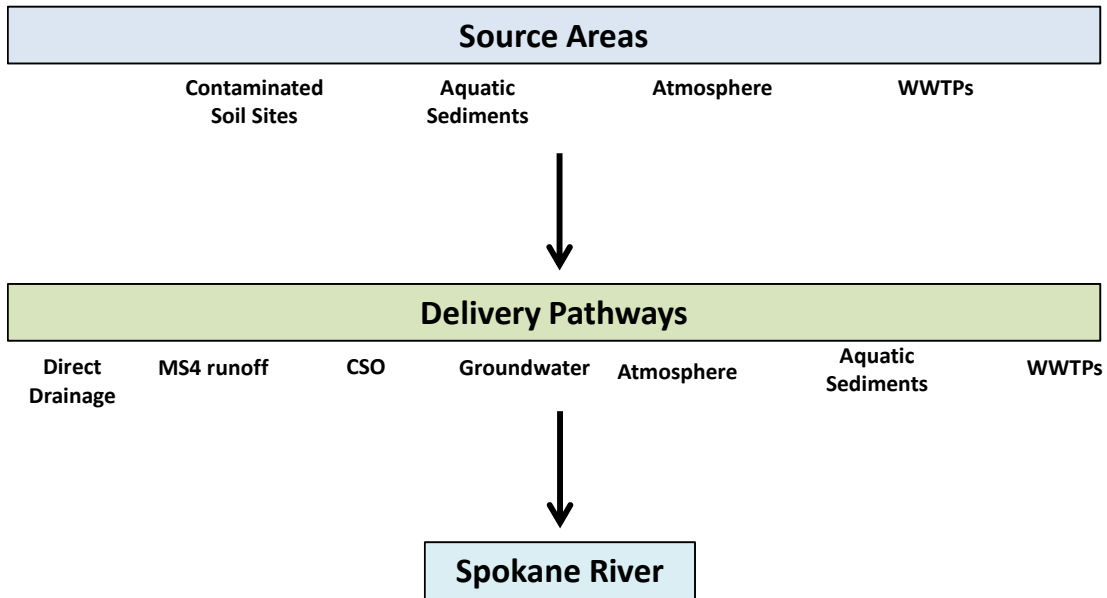 Source Areas
Contaminated
Soil Sites
Aquatic
Sediments
Atmosphere
WWTPs
Delivery Pathways
Direct
Drainage
MS4 runoff
CSO
Groundwater
Atmosphere
Aquatic
Sediments
WWTPs
Spokane River